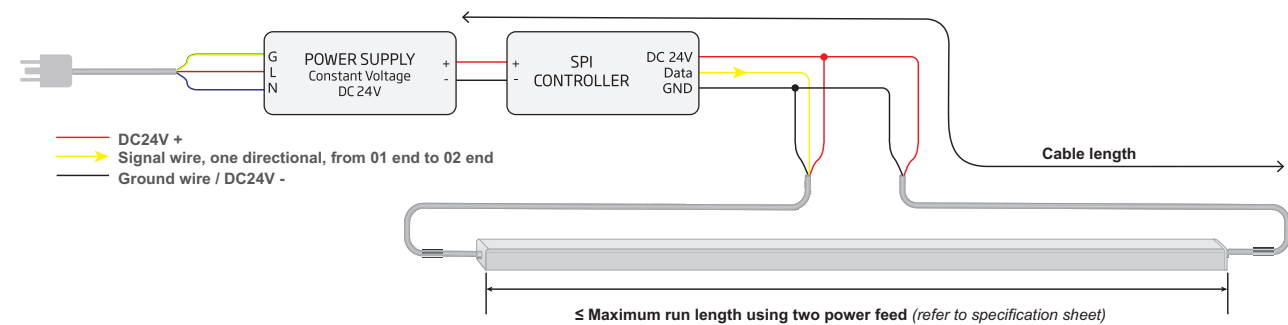 G
L
N
POWER SUPPLY
Constant Voltage
DC 24V
+
-
+
-
SPI
CONTROLLER
DC 24V
Data
GND
DC24V +
Signal wire, one directional, from 01 end to 02 end
Ground wire / DC24V -
Cable length
≤ Maximum run length using two power feed (refer to specification sheet)